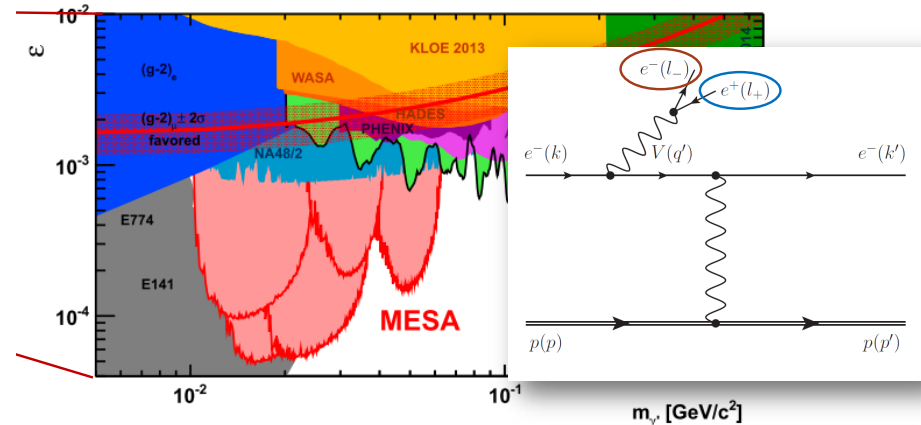 10⁻²
ε
KLOE 2013
(g-2)ₑ
WASA
HADES
(g-2)μ ± 2σ
PHENIX
favored
NA48/2
10⁻³
E774
E141
10⁻⁴
MESA
10⁻²
10⁻¹
mγ' [GeV/c²]
e⁻(l₋)
e⁺(l₊)
e⁻(k)
V(q′)
e⁻(k′)
p(p)
p(p′)